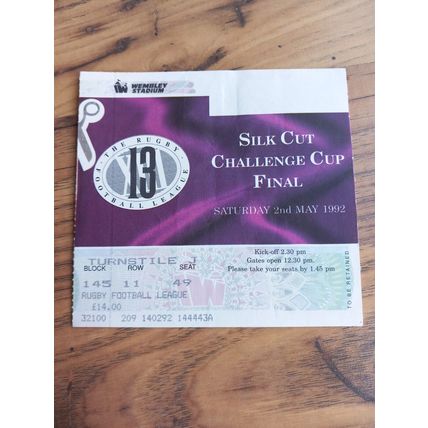 WEMBLEY
STADIUM
THE RUGBY
13
FOOTBALL LEAGUE
SILK CUT
CHALLENGE CUP
FINAL
SATURDAY 2nd MAY 1992
Kick-off 2.30 pm
Gates open 12.30 pm.
Please take your seats by 1.45 pm
TURNSTILE J
BLOCK ROW SEAT
145 11 49
RUGBY FOOTBALL LEAGUE
£14.00
32100 209 140292 144443A
TO BE RETAINED